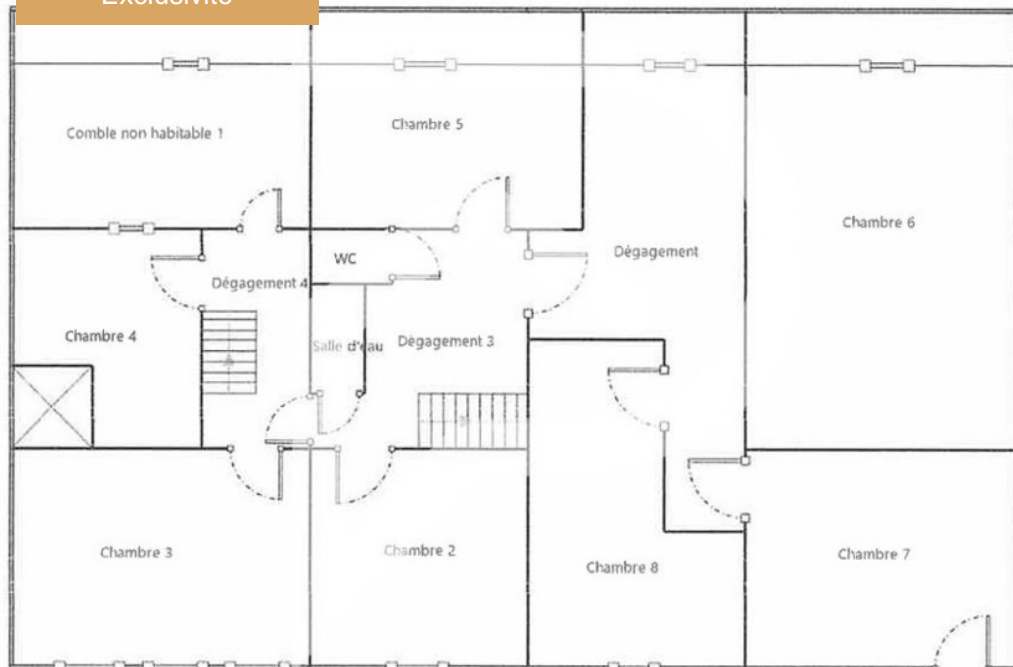 Exclusivité
Comble non habitable 1
Chambre 5
Chambre 6
WC
Dégagement
Dégagement 4
Chambre 4
Salle d'eau
Dégagement 3
Chambre 3
Chambre 2
Chambre 8
Chambre 7